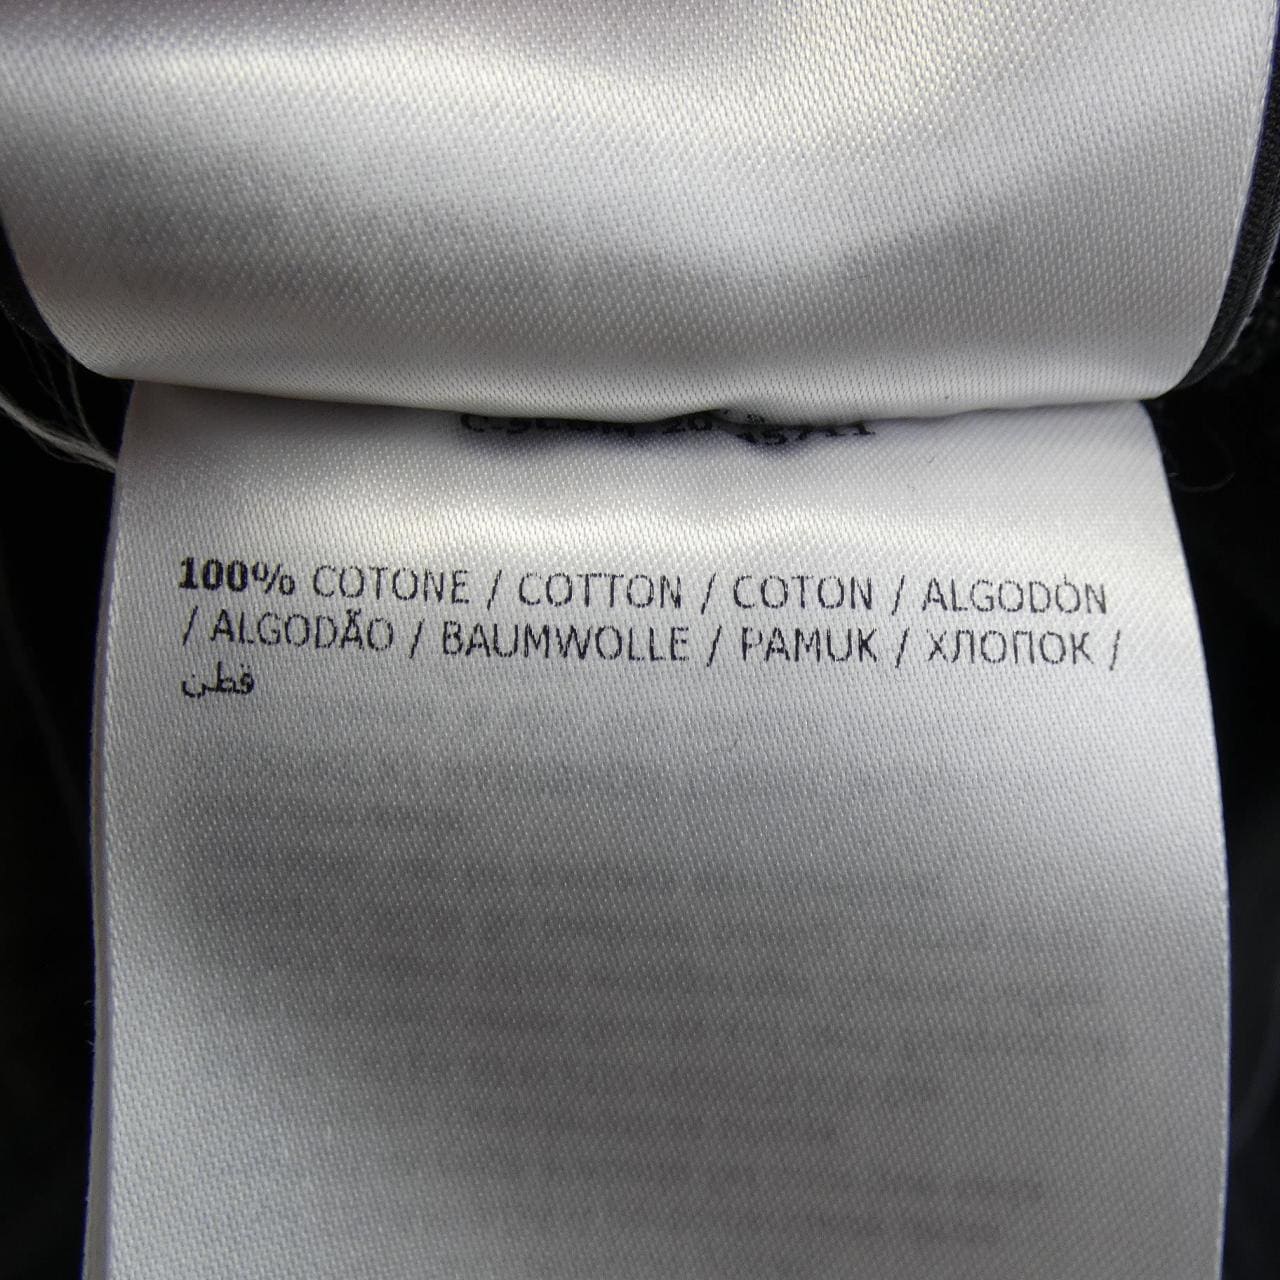 100% COTONE / COTTON / COTON / ALGODÓN
/ ALGODÃO / BAUMWOLLE / PAMUK / ХЛОПОК /
قطن